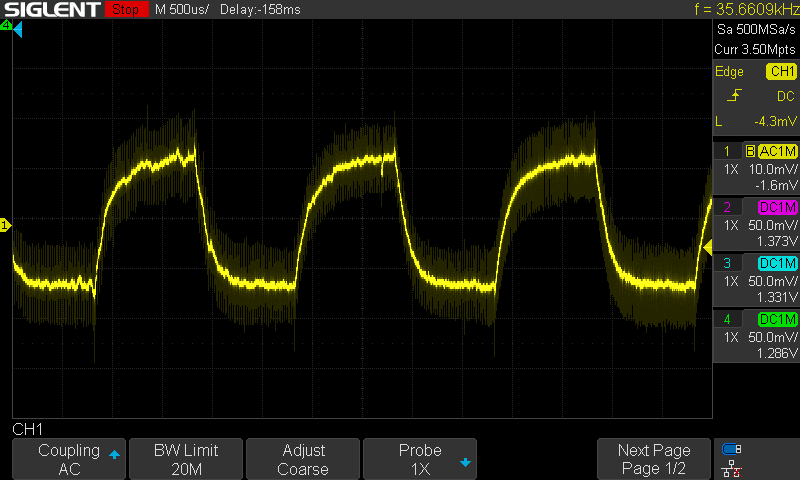 SIGLENT Stop M 500us/ Delay:-158ms f = 35.6609kHz
Sa 500MSa/s
Curr 3.50Mpts
Edge CH1
DC
L -4.3mV
1 B AC1M
1X 10.0mV/
-1.6mV
2 DC1M
1X 50.0mV/
1.373V
3 DC1M
1X 50.0mV/
1.331V
4 DC1M
1X 50.0mV/
1.286V
4
1
CH1
Coupling
AC
BW Limit
20M
Adjust
Coarse
Probe
1X
Next Page
Page 1/2